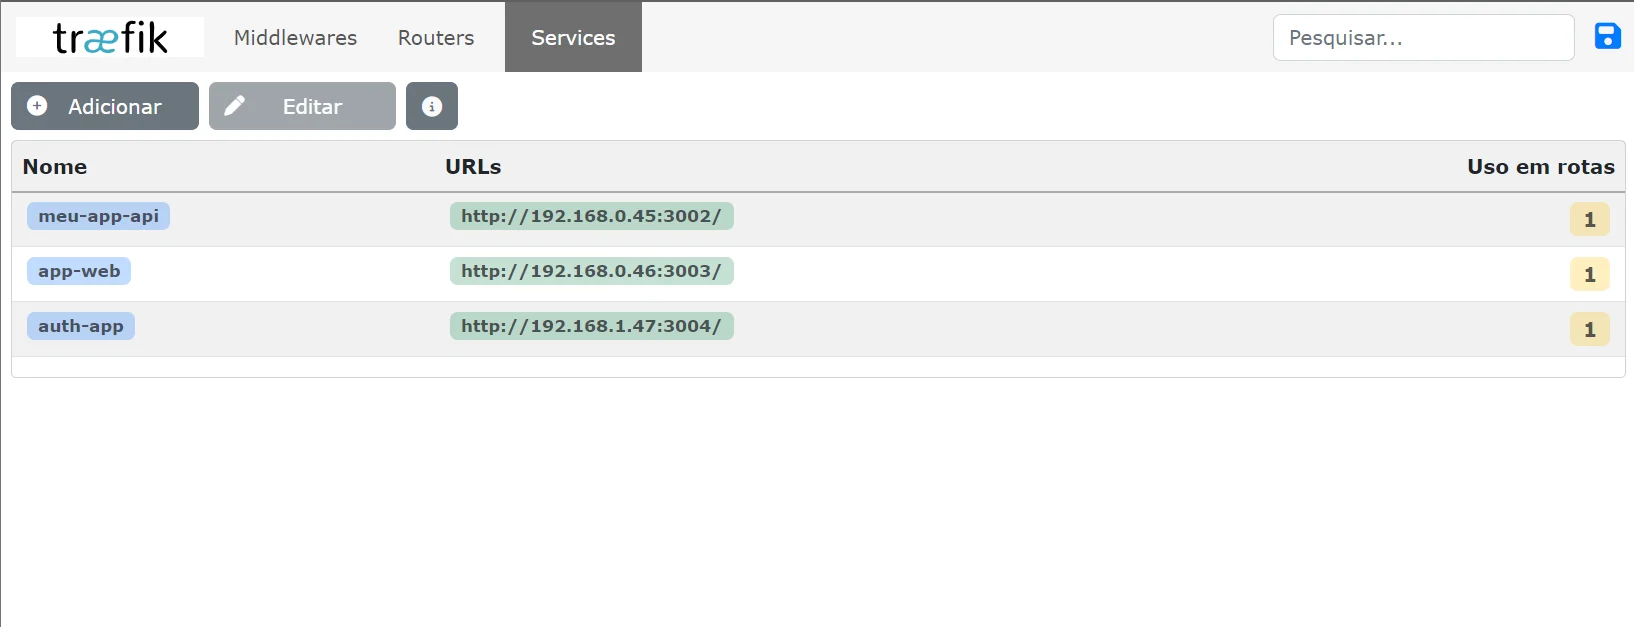 træfik Middlewares Routers Services Pesquisar...
Adicionar Editar
Nome URLs Uso em rotas
meu-app-api http://192.168.0.45:3002/ 1
app-web http://192.168.0.46:3003/ 1
auth-app http://192.168.1.47:3004/ 1